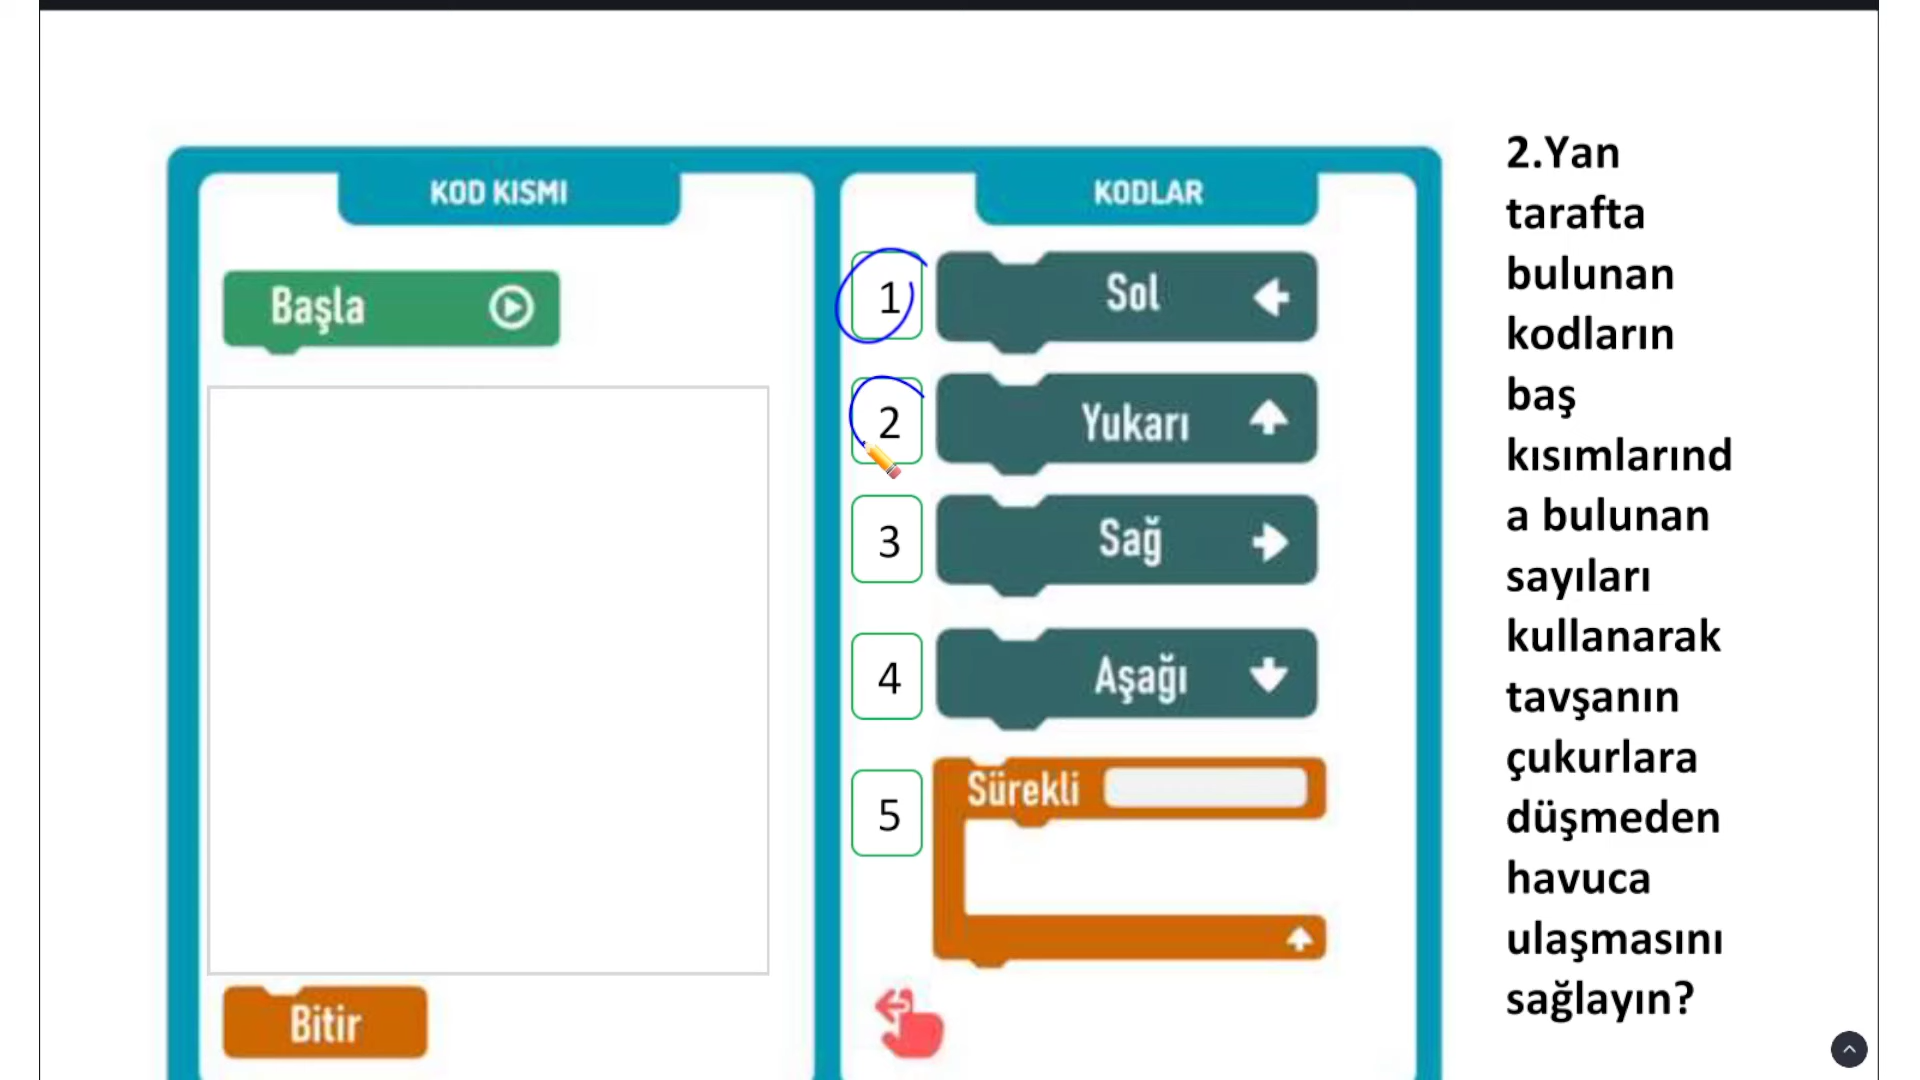 KOD KISMI
Başla
Bitir
KODLAR
1 Sol
2 Yukarı
3 Sağ
4 Aşağı
5 Sürekli
2.Yan
tarafta
bulunan
kodların
baş
kısımlarınd
a bulunan
sayıları
kullanarak
tavşanın
çukurlara
düşmeden
havuca
ulaşmasını
sağlayın?